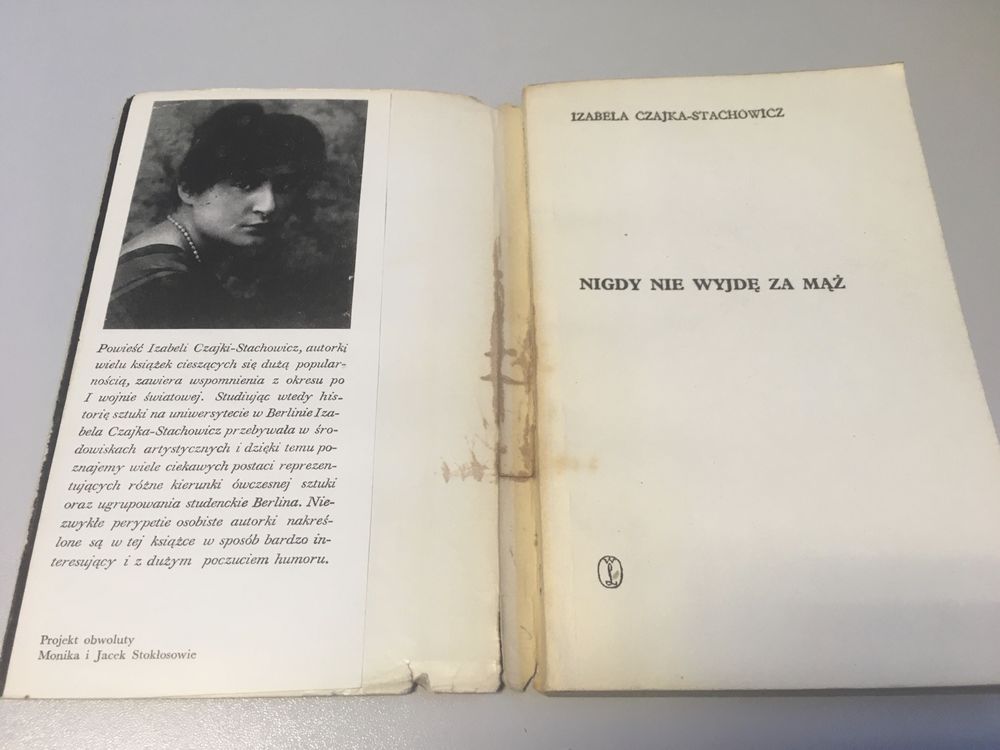 Powieść Izabeli Czajki-Stachowicz, autorki
wielu książek cieszących się dużą popular-
nością, zawiera wspomnienia z okresu po
I wojnie światowej. Studiując wtedy his-
torię sztuki na uniwersytecie w Berlinie Iza-
bela Czajka-Stachowicz przebywała w śro-
dowiskach artystycznych i dzięki temu po-
znajemy wiele ciekawych postaci reprezen-
tujących różne kierunki ówczesnej sztuki
oraz ugrupowania studenckie Berlina. Nie-
zwykłe perypetie osobiste autorki nakreś-
lone są w tej książce w sposób bardzo in-
teresujący i z dużym poczuciem humoru.
Projekt obwoluty
Monika i Jacek Stokłosowie
IZABELA CZAJKA-STACHOWICZ
NIGDY NIE WYJDĘ ZA MĄŻ
WL